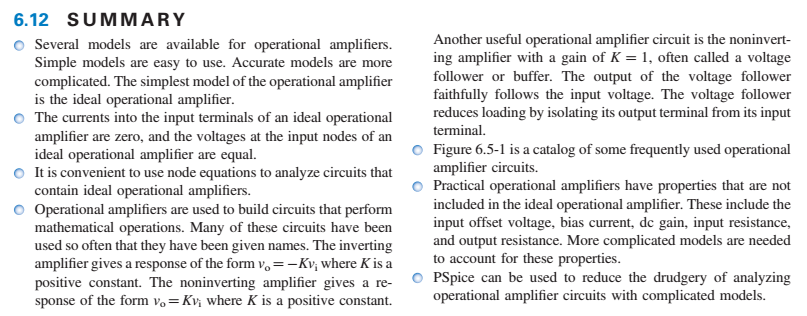 6.12 SUMMARY
Several models are available for operational amplifiers.
Simple models are easy to use. Accurate models are more
complicated. The simplest model of the operational amplifier
is the ideal operational amplifier.
The currents into the input terminals of an ideal operational
amplifier are zero, and the voltages at the input nodes of an
ideal operational amplifier are equal.
It is convenient to use node equations to analyze circuits that
contain ideal operational amplifiers.
Operational amplifiers are used to build circuits that perform
mathematical operations. Many of these circuits have been
used so often that they have been given names. The inverting
amplifier gives a response of the form vₒ = −Kvᵢ where K is a
positive constant. The noninverting amplifier gives a re-
sponse of the form vₒ = Kvᵢ where K is a positive constant.
Another useful operational amplifier circuit is the noninvert-
ing amplifier with a gain of K = 1, often called a voltage
follower or buffer. The output of the voltage follower
faithfully follows the input voltage. The voltage follower
reduces loading by isolating its output terminal from its input
terminal.
Figure 6.5-1 is a catalog of some frequently used operational
amplifier circuits.
Practical operational amplifiers have properties that are not
included in the ideal operational amplifier. These include the
input offset voltage, bias current, dc gain, input resistance,
and output resistance. More complicated models are needed
to account for these properties.
PSpice can be used to reduce the drudgery of analyzing
operational amplifier circuits with complicated models.